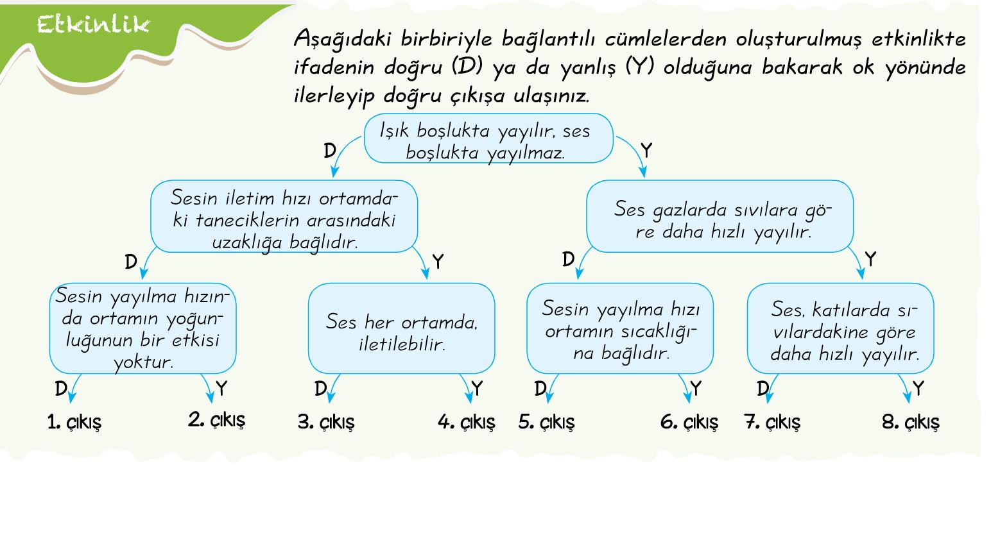 Etkinlik
Aşağıdaki birbiriyle bağlantılı cümlelerden oluşturulmuş etkinlikte
ifadenin doğru (D) ya da yanlış (Y) olduğuna bakarak ok yönünde
ilerleyip doğru çıkışa ulaşınız.
Işık boşlukta yayılır, ses
boşlukta yayılmaz.
D
Y
Sesin iletim hızı ortamda-
ki taneciklerin arasındaki
uzaklığa bağlıdır.
Ses gazlarda sıvılara gö-
re daha hızlı yayılır.
D
Y
D
Y
Sesin yayılma hızın-
da ortamın yoğun-
luğunun bir etkisi
yoktur.
Ses her ortamda,
iletilebilir.
Sesin yayılma hızı
ortamın sıcaklığı-
na bağlıdır.
Ses, katılarda sı-
vılardakine göre
daha hızlı yayılır.
D
Y
D
Y
D
Y
D
Y
1. çıkış
2. çıkış
3. çıkış
4. çıkış
5. çıkış
6. çıkış
7. çıkış
8. çıkış